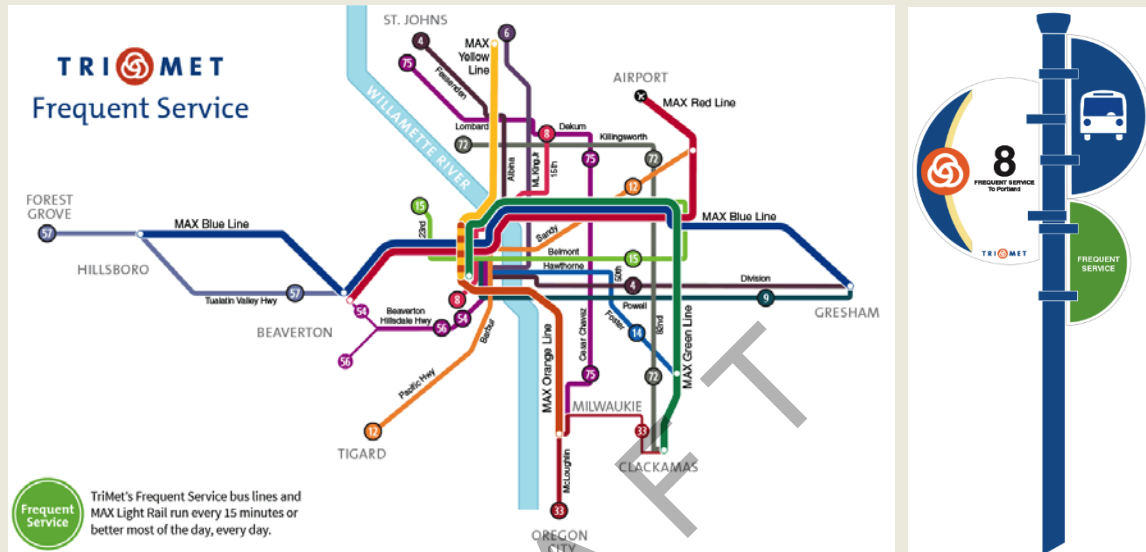 TRI MET
Frequent Service
ST. JOHNS
4
75
Fessenden
MAX
Yellow
Line
6
AIRPORT
MAX Red Line
WILLAMETTE RIVER
Lombard
8
Dekum
Killingsworth
72
75
72
Albina
ML King Jr
15th
12
FOREST
GROVE
57
MAX Blue Line
15
23rd
Sandy
MAX Blue Line
HILLSBORO
Belmont
15
Hawthorne
50th
4
Division
Tualatin Valley Hwy
57
8
Powell
9
GRESHAM
BEAVERTON
54
Beaverton
Hillsdale Hwy
56
54
Barbur
Foster
14
82nd
Cesar Chavez
MAX Green Line
56
MAX Orange Line
Pacific Hwy
75
72
MILWAUKIE
33
12
TIGARD
CLACKAMAS
McLoughlin
33
OREGON
CITY
Frequent
Service
TriMet's Frequent Service bus lines and
MAX Light Rail run every 15 minutes or
better most of the day, every day.
8
FREQUENT SERVICE
To Portland
TRI MET
FREQUENT
SERVICE